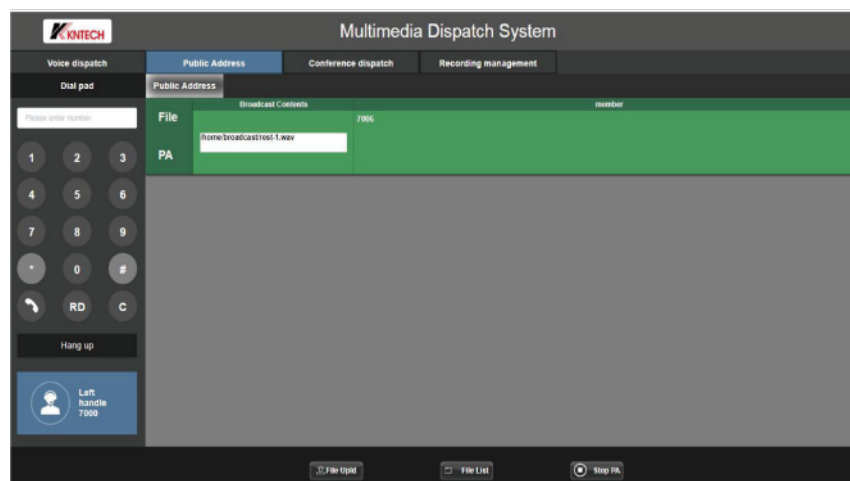 KNTECH
Multimedia Dispatch System
Voice dispatch
Public Address
Conference dispatch
Recording management
Dial pad
Public Address
Please enter number
File
PA
Broadcast Contents
member
/home/broadcast/rest-1.wav
7006
1 2 3
4 5 6
7 8 9
* 0 #
RD C
Hang up
Left
handle
7000
File Upld
File List
Stop PA